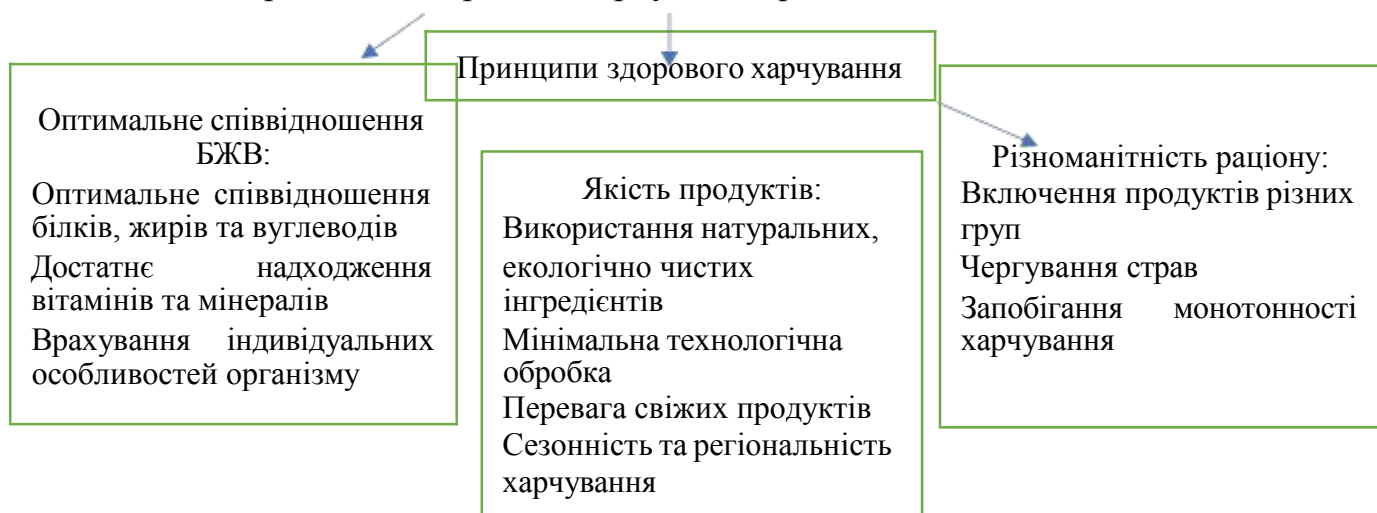 Принципи здорового харчування
Оптимальне співвідношення
БЖВ:
Оптимальне співвідношення
білків, жирів та вуглеводів
Достатнє надходження
вітамінів та мінералів
Врахування індивідуальних
особливостей організму
Якість продуктів:
Використання натуральних,
екологічно чистих
інгредієнтів
Мінімальна технологічна
обробка
Перевага свіжих продуктів
Сезонність та регіональність
харчування
Різноманітність раціону:
Включення продуктів різних
груп
Чергування страв
Запобігання монотонності
харчування